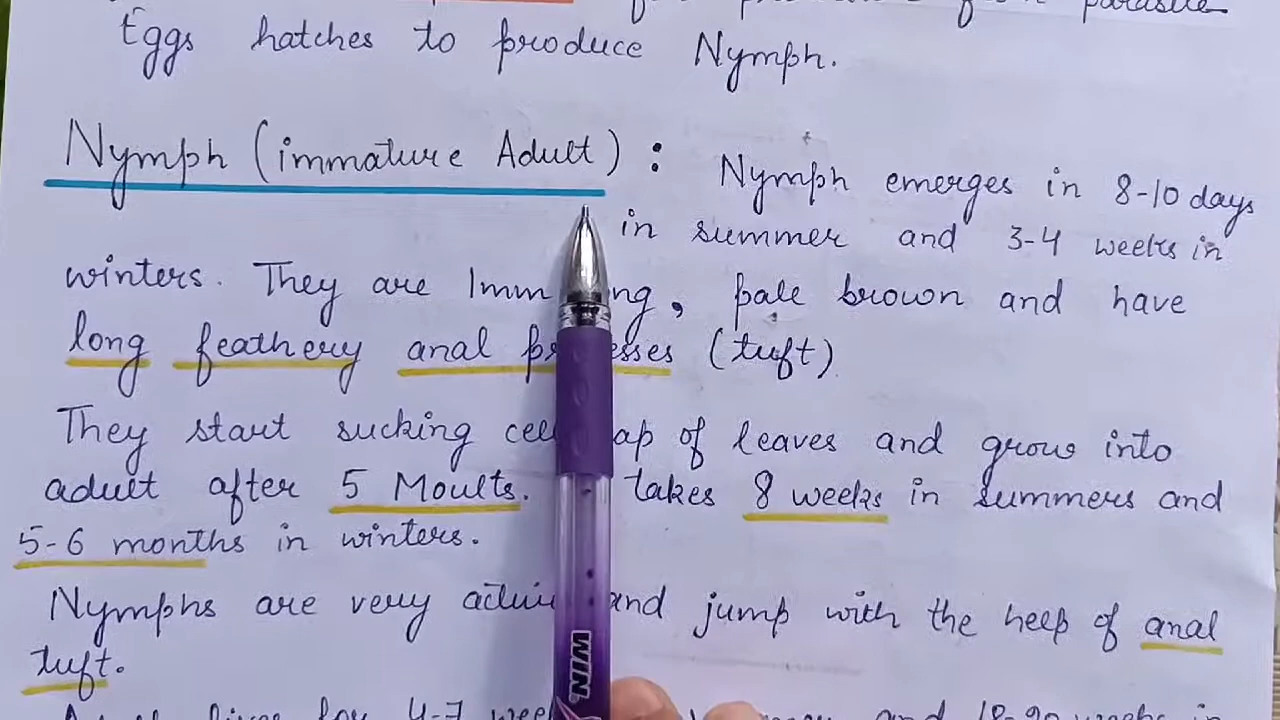 from parasite
Eggs hatches to produce Nymph.
Nymph (immature Adult) : Nymph emerges in 8-10 days
in summer and 3-4 weeks in
winters. They are , pale brown and have
long feathery anal (tuft)
They start sucking of leaves and grow into
adult after 5 Moults. takes 8 weeks in summers and
5-6 months in winters.
Nymphs are very and jump with the help of anal
tuft.
WIN